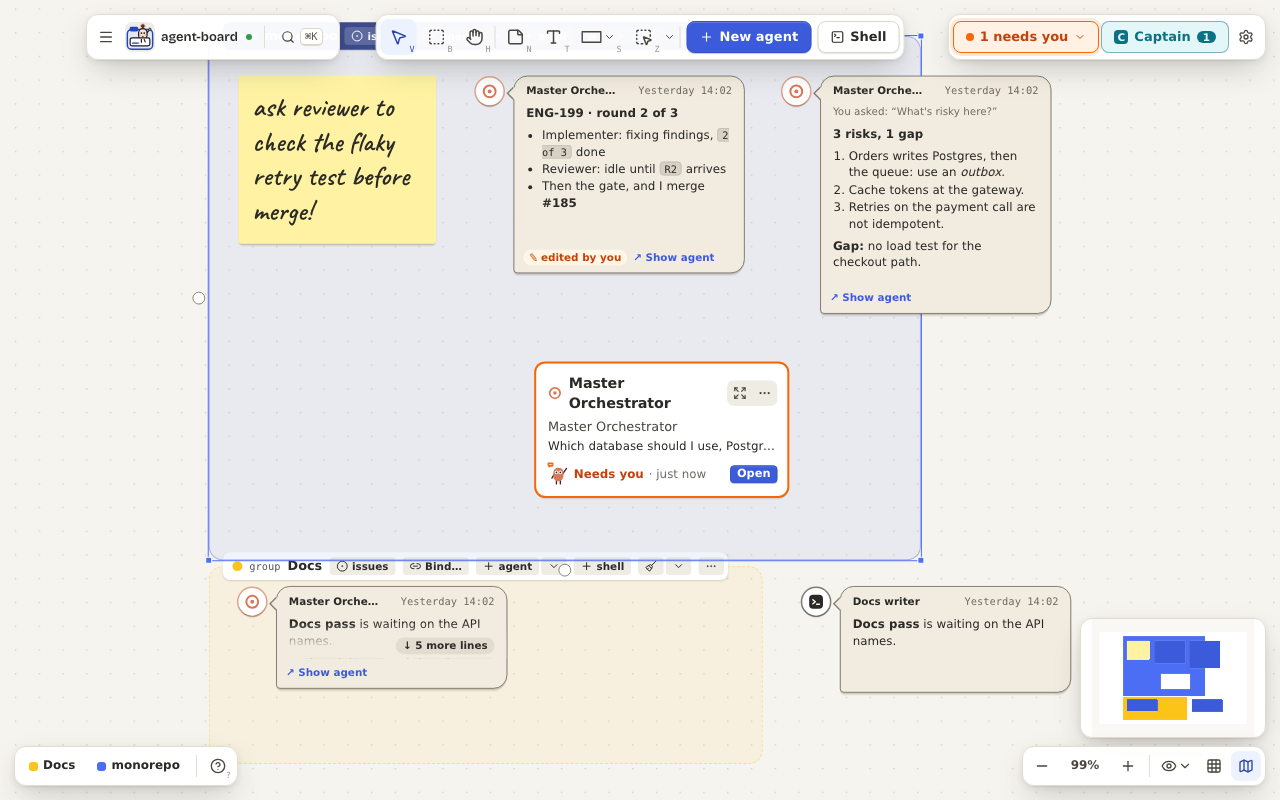 agent-board
⌘K
V
B
H
N
T
S
Z
New agent
Shell
1 needs you
C Captain 1
ask reviewer to
check the flaky
retry test before
merge!
Master Orche… Yesterday 14:02
ENG-199 · round 2 of 3
• Implementer: fixing findings, 2
of 3 done
• Reviewer: idle until R2 arrives
• Then the gate, and I merge
#185
✎ edited by you ↗ Show agent
Master Orche… Yesterday 14:02
You asked: “What's risky here?”
3 risks, 1 gap
1. Orders writes Postgres, then
the queue: use an outbox.
2. Cache tokens at the gateway.
3. Retries on the payment call are
not idempotent.
Gap: no load test for the
checkout path.
↗ Show agent
Master
Orchestrator
Master Orchestrator
Which database should I use, Postgr…
Needs you · just now Open
group Docs issues Bind… + agent + shell ⋯
Master Orche… Yesterday 14:02
Docs pass is waiting on the API
names.
↓ 5 more lines
↗ Show agent
Docs writer Yesterday 14:02
Docs pass is waiting on the API
names.
Docs monorepo ?
− 99% +